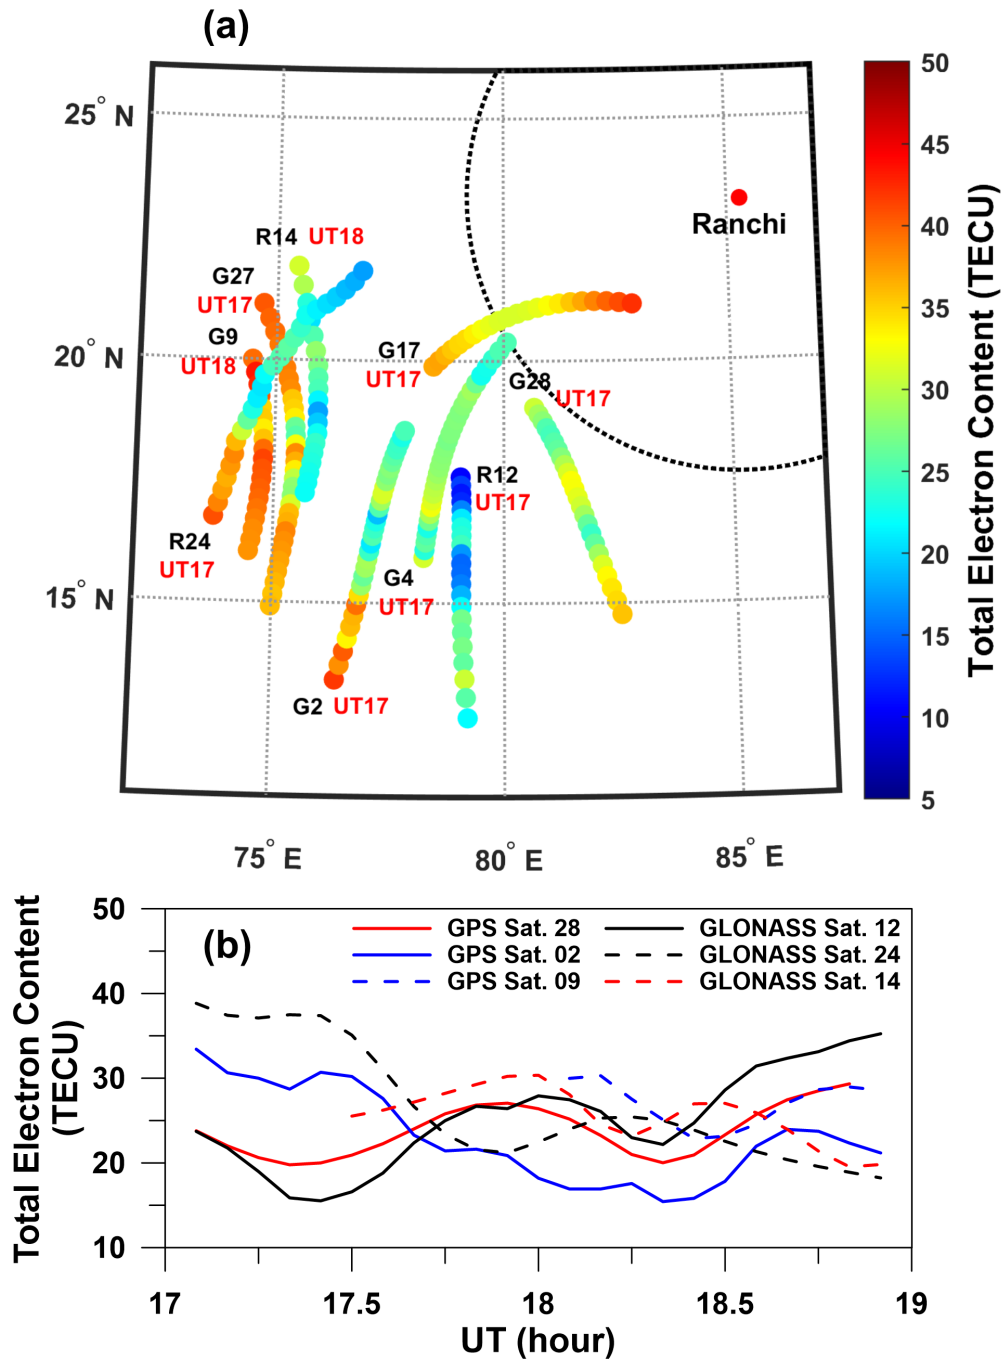 (a)
25° N
20° N
15° N
75° E
80° E
85° E
Ranchi
R14 UT18
G27
UT17
G9
UT18
G17
UT17
G28
UT17
R12
UT17
R24
UT17
G4
UT17
G2 UT17
50
45
40
35
30
25
20
15
10
5
Total Electron Content (TECU)
(b)
GPS Sat. 28
GPS Sat. 02
GPS Sat. 09
GLONASS Sat. 12
GLONASS Sat. 24
GLONASS Sat. 14
Total Electron Content
(TECU)
50
40
30
20
10
17
17.5
18
18.5
19
UT (hour)